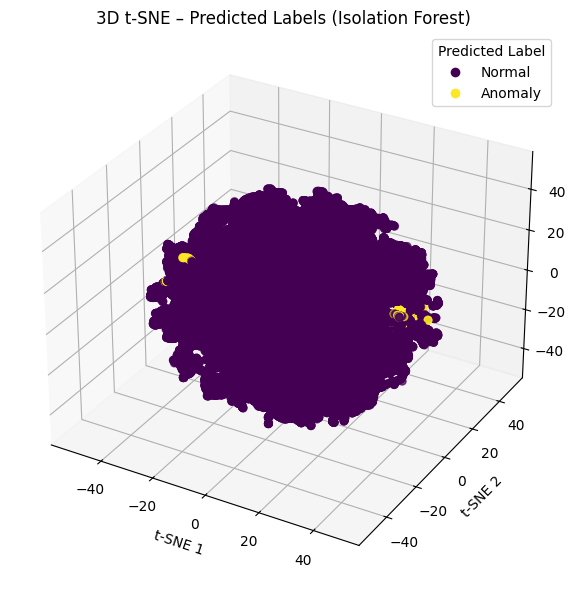 3D t-SNE – Predicted Labels (Isolation Forest)
Predicted Label
Normal
Anomaly
40
20
0
−20
−40
40
20
0
−20
−40
t-SNE 2
−40
−20
0
20
40
t-SNE 1